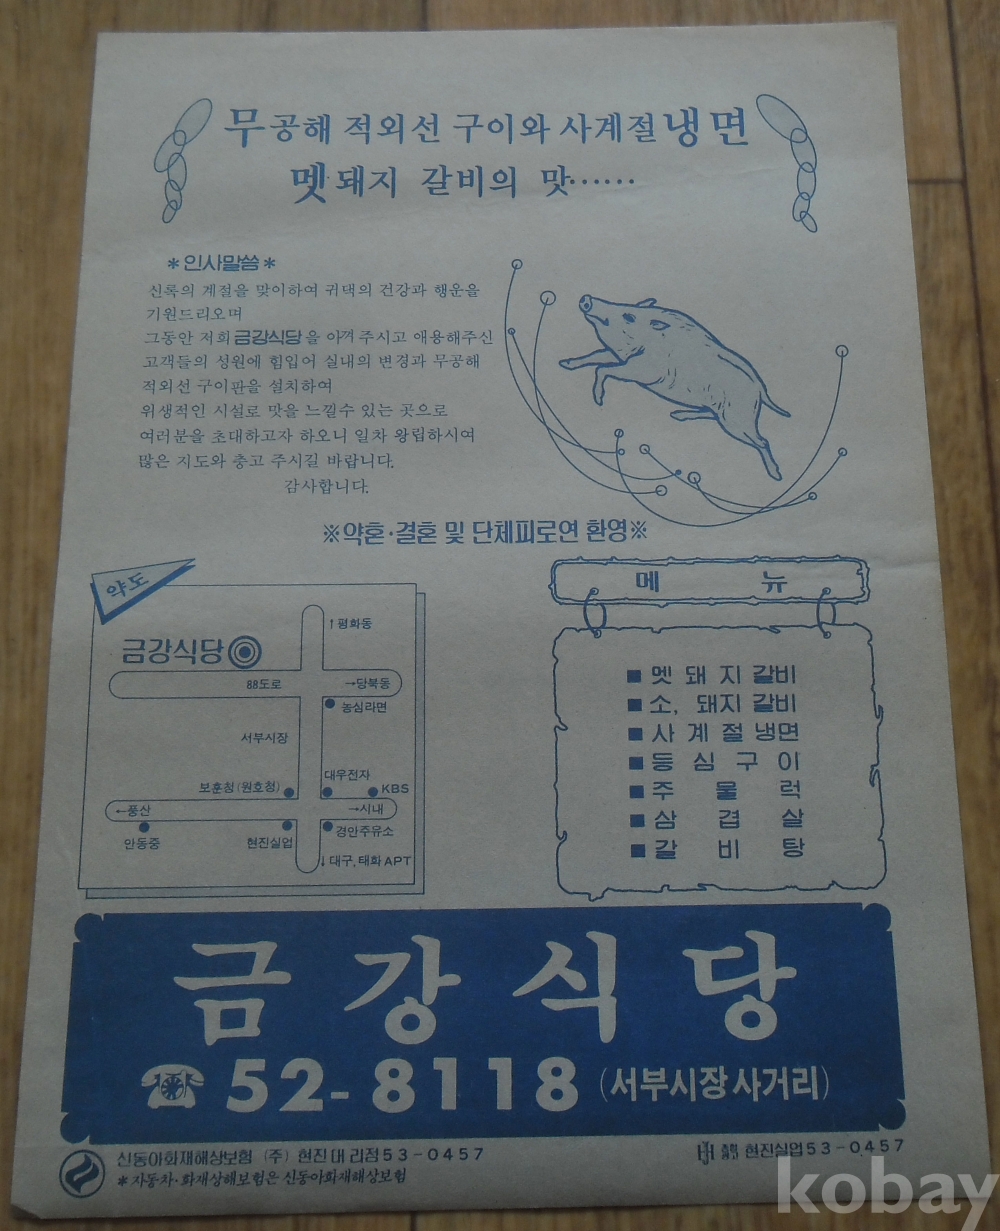 무공해 적외선 구이와 사계절냉면
멧돼지 갈비의 맛······
*인사말씀*
신록의 계절을 맞이하여 귀댁의 건강과 행운을
기원드리오며
그동안 저희 금강식당을 아껴 주시고 애용해주신
고객들의 성원에 힘입어 실내의 변경과 무공해
적외선 구이판을 설치하여
위생적인 시설로 맛을 느낄수 있는 곳으로
여러분을 초대하고자 하오니 일차 왕림하시여
많은 지도와 충고 주시길 바랍니다.
감사합니다.
※약혼·결혼 및 단체피로연 환영※
약도
↑평화동
금강식당
88도로
→당북동
농심라면
서부시장
대우전자
보훈청(원호청)
KBS
←풍산
→시내
안동중
현진실업
경안주유소
↓대구, 태화APT
메 뉴
■멧 돼 지 갈비
■소, 돼지 갈비
■사 계 절 냉면
■등 심 구 이
■주 물 럭
■삼 겹 살
■갈 비 탕
금강식당
☎52-8118 (서부시장사거리)
신동아화재해상보험 (주) 현진대리점53-0457
*자동차·화재상해보험은 신동아화재해상보험
현진실업53-0457
kobay